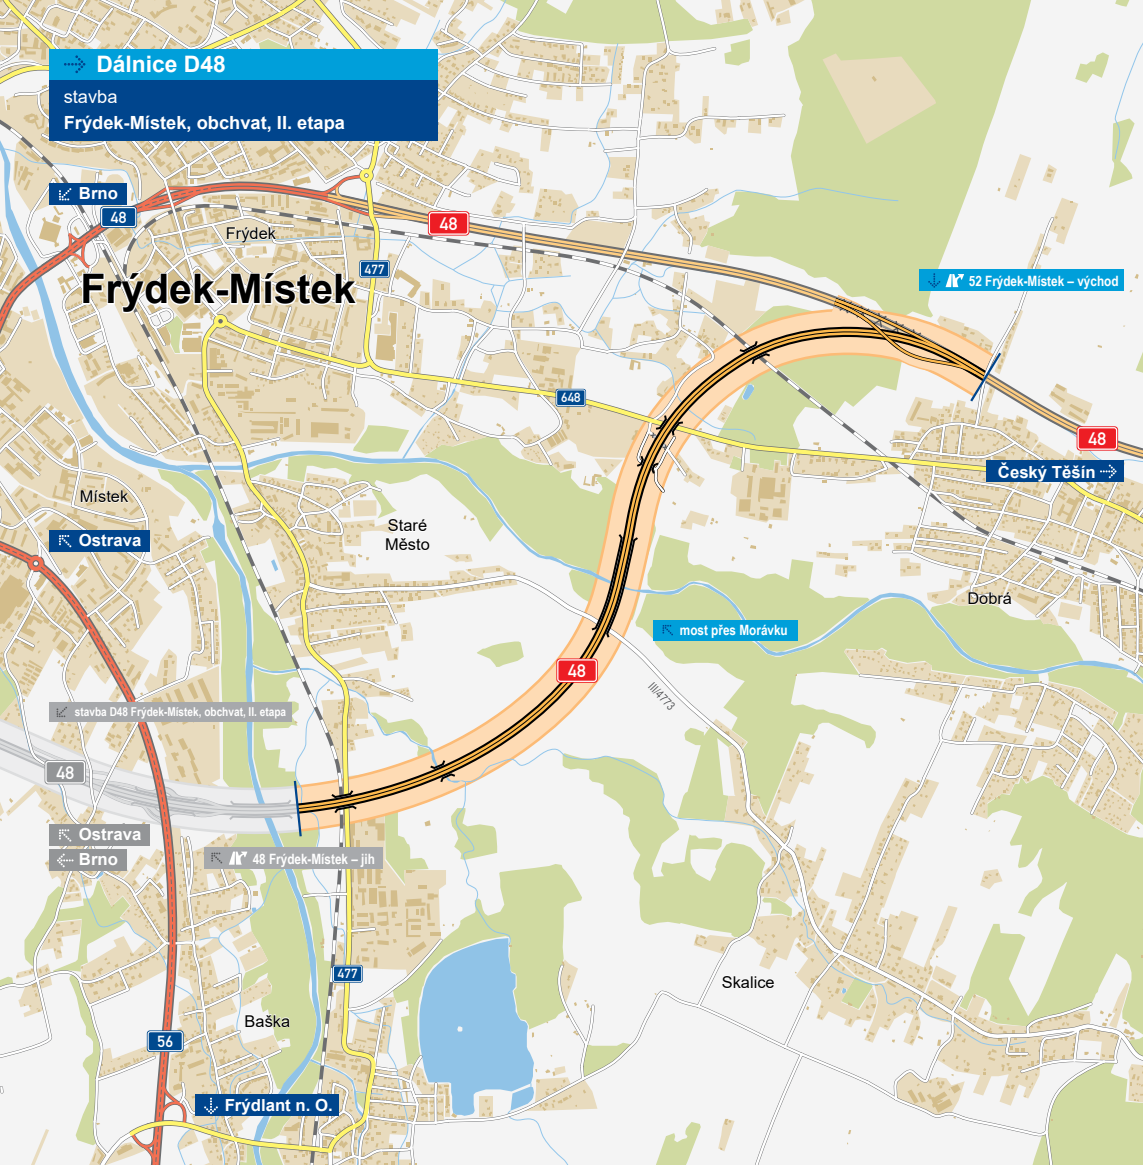 Dálnice D48
stavba
Frýdek-Místek, obchvat, II. etapa
Brno
48
48
Frýdek
477
Frýdek-Místek
52 Frýdek-Místek – východ
648
48
Český Těšín
Místek
Staré
Město
Ostrava
Dobrá
most přes Morávku
48
III/4773
stavba D48 Frýdek-Místek, obchvat, II. etapa
48
Ostrava
Brno
48 Frýdek-Místek – jih
477
Skalice
Baška
56
Frýdlant n. O.